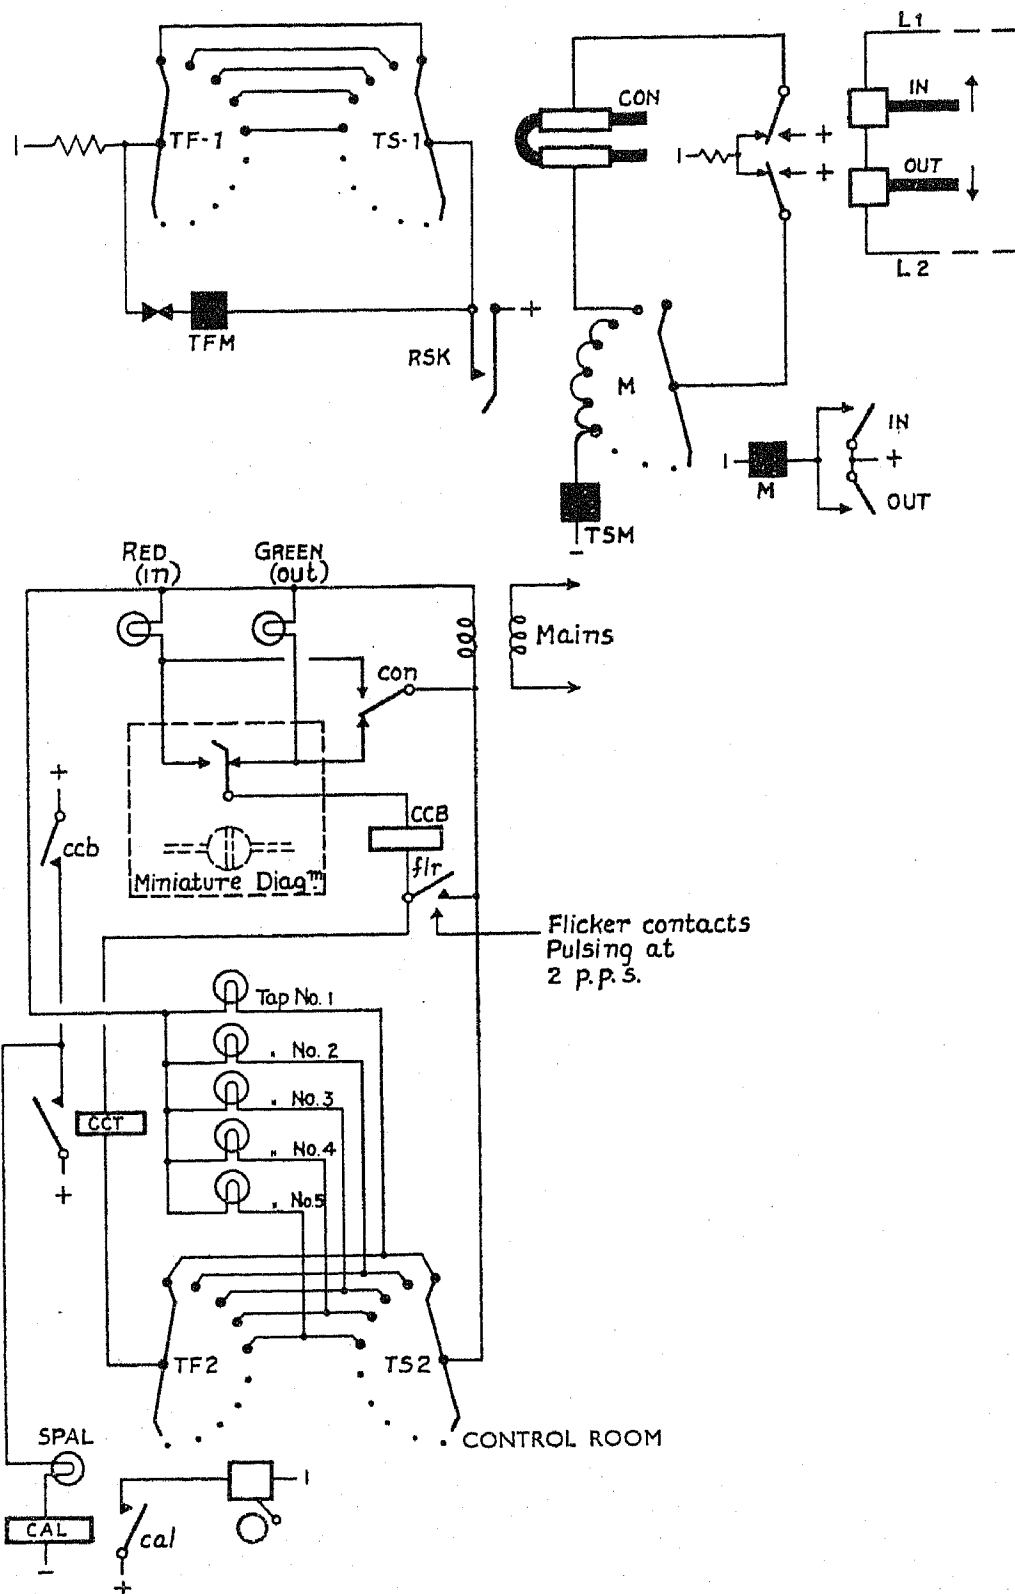 L1
CON
IN
+
TF-1
TS-1
+
OUT
L2
TFM
RSK
+
M
IN
+
M
OUT
TSM
−
RED
(in)
GREEN
(out)
Mains
con
+
ccb
CCB
Miniature Diagm
flr
Flicker contacts
Pulsing at
2 p.p.s.
Tap No. 1
" No. 2
" No. 3
" No. 4
" No. 5
CCT
+
TF2
TS2
CONTROL ROOM
SPAL
CAL
−
cal
+